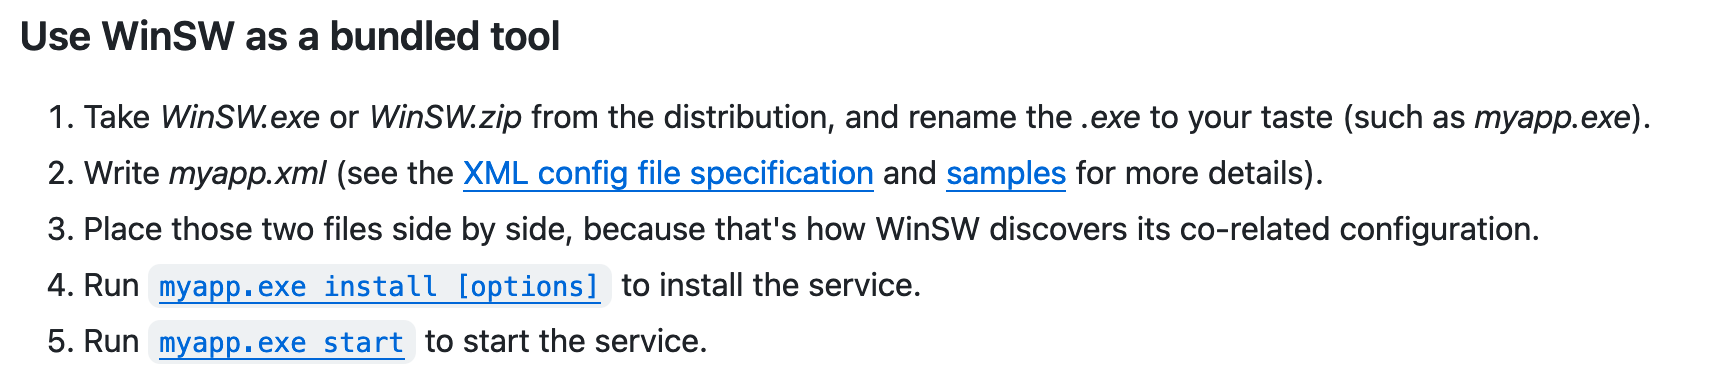 Use WinSW as a bundled tool
1. Take WinSW.exe or WinSW.zip from the distribution, and rename the .exe to your taste (such as myapp.exe).
2. Write myapp.xml (see the XML config file specification and samples for more details).
3. Place those two files side by side, because that's how WinSW discovers its co-related configuration.
4. Run myapp.exe install [options] to install the service.
5. Run myapp.exe start to start the service.